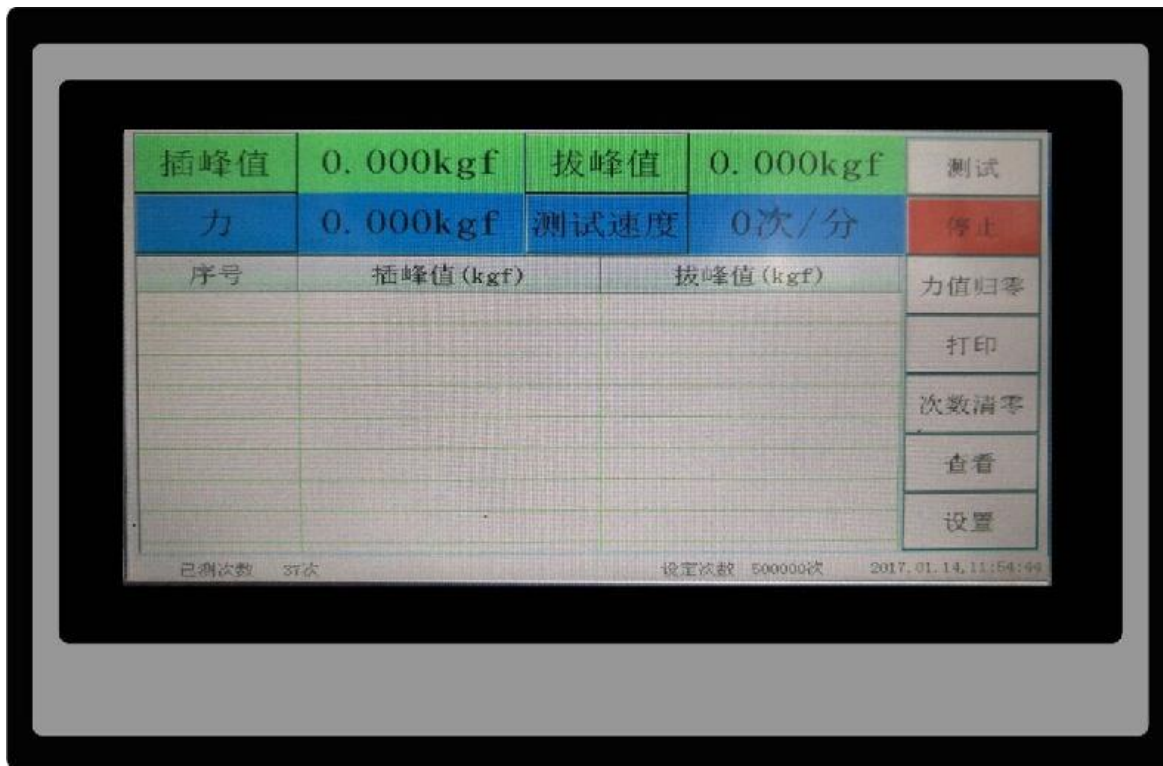 插峰值 0.000kgf 拔峰值 0.000kgf 测试
力 0.000kgf 测试速度 0次/分 停止
序号 插峰值(kgf) 拔峰值(kgf) 力值归零
打印
次数清零
查看
设置
已测次数 37次 设定次数 500000次 2017.01.14,11:54:44